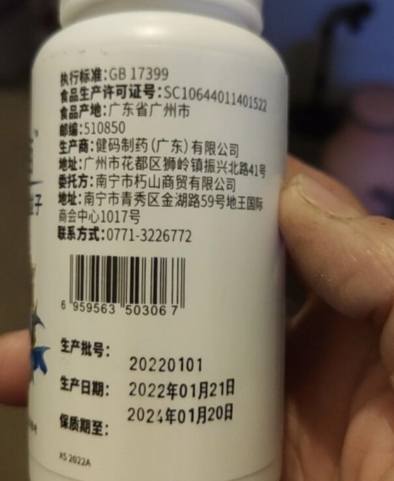 执行标准:GB 17399
食品生产许可证号:SC10644011401522
食品产地:广东省广州市
邮编:510850
生产商:健码制药(广东)有限公司
地址:广州市花都区狮岭镇振兴北路41号
委托方:南宁市朽山商贸有限公司
地址:南宁市青秀区金湖路59号地王国际
商会中心1017号
联系方式:0771-3226772
6 959563 503067
生产批号: 20220101
生产日期: 2022年01月21日
保质期至: 2024年01月20日
XS 2022A
子